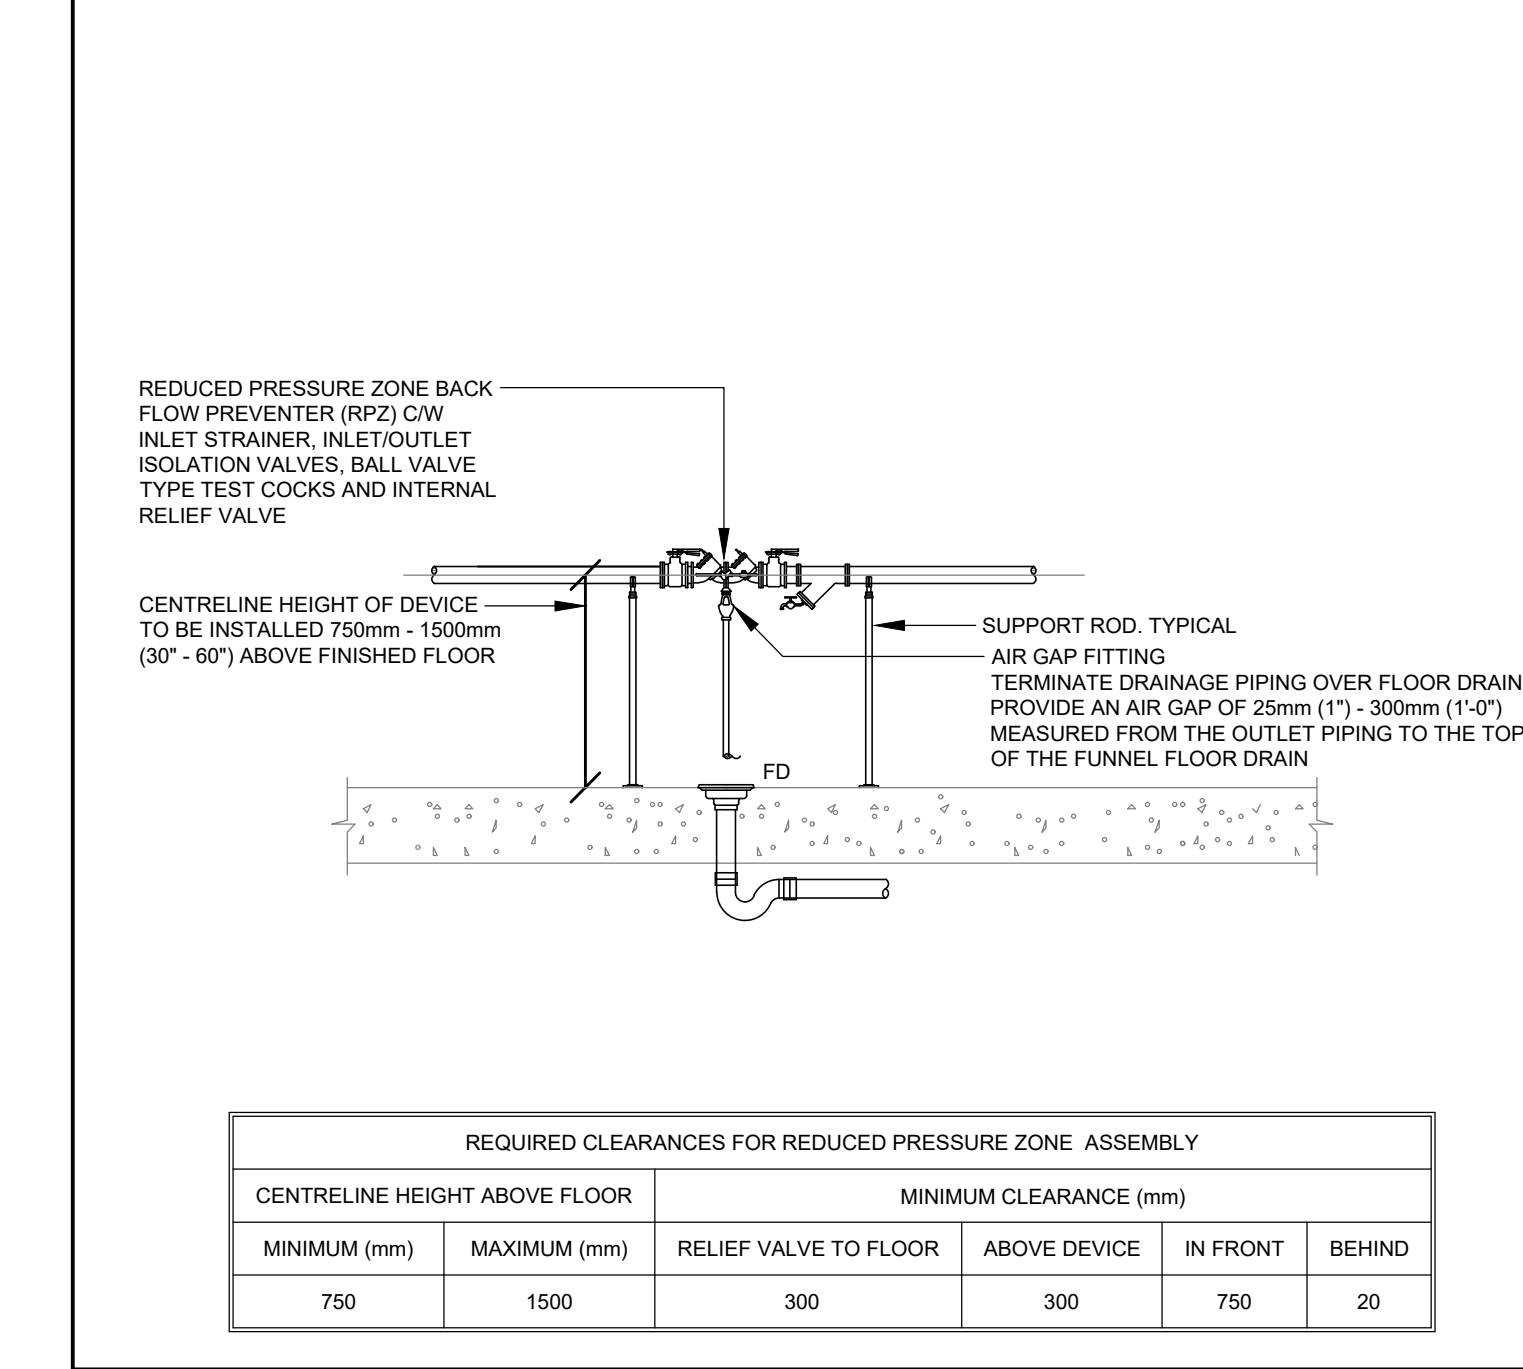 REDUCED PRESSURE ZONE BACK
FLOW PREVENTER (RPZ) C/W
INLET STRAINER, INLET/OUTLET
ISOLATION VALVES, BALL VALVE
TYPE TEST COCKS AND INTERNAL
RELIEF VALVE
CENTRELINE HEIGHT OF DEVICE
TO BE INSTALLED 750mm - 1500mm
(30" - 60") ABOVE FINISHED FLOOR
SUPPORT ROD. TYPICAL
AIR GAP FITTING
TERMINATE DRAINAGE PIPING OVER FLOOR DRAIN
PROVIDE AN AIR GAP OF 25mm (1") - 300mm (1'-0")
MEASURED FROM THE OUTLET PIPING TO THE TOP
OF THE FUNNEL FLOOR DRAIN
FD
REQUIRED CLEARANCES FOR REDUCED PRESSURE ZONE ASSEMBLY
CENTRELINE HEIGHT ABOVE FLOOR MINIMUM CLEARANCE (mm)
MINIMUM (mm) MAXIMUM (mm) RELIEF VALVE TO FLOOR ABOVE DEVICE IN FRONT BEHIND
750 1500 300 300 750 20